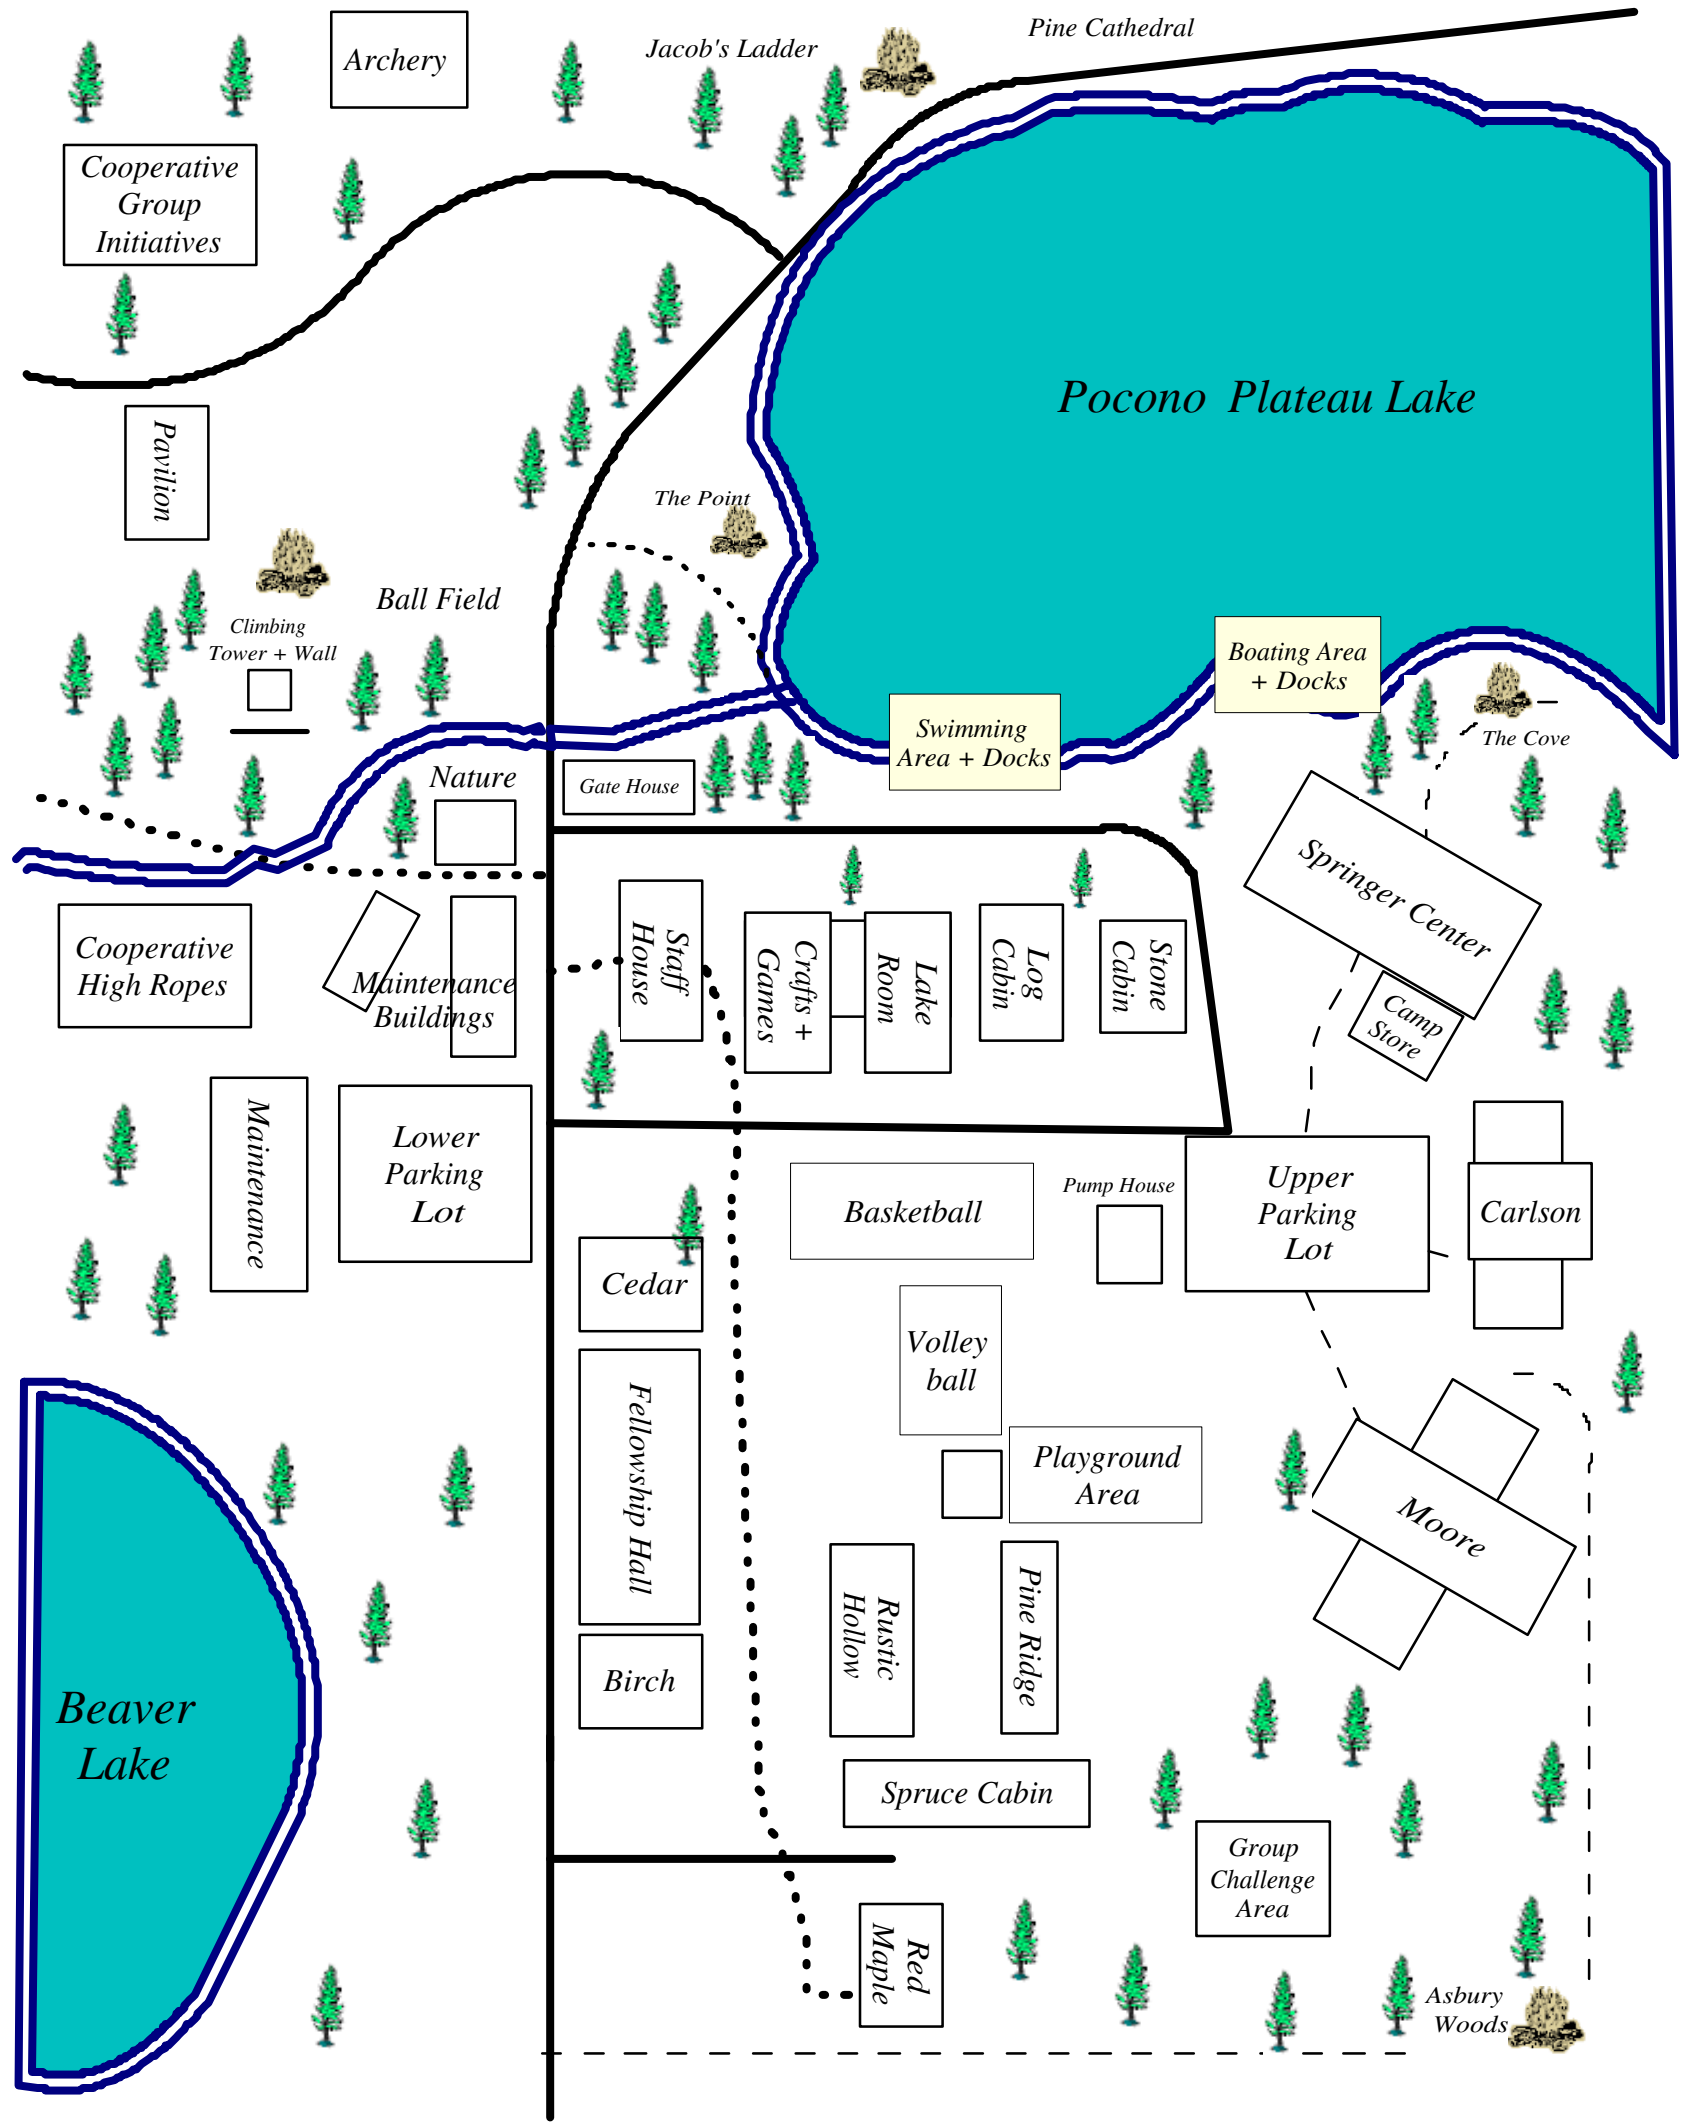 Pine Cathedral
Jacob's Ladder
Archery
Cooperative
Group
Initiatives
Pocono Plateau Lake
Pavilion
The Point
Ball Field
Climbing
Tower + Wall
Boating Area
+ Docks
Swimming
Area + Docks
The Cove
Nature
Gate House
Springer Center
Cooperative
High Ropes
Maintenance
Buildings
Staff
House
Crafts +
Games
Lake
Room
Log
Cabin
Stone
Cabin
Camp
Store
Maintenance
Lower
Parking
Lot
Basketball
Pump House
Upper
Parking
Lot
Carlson
Cedar
Volley
ball
Fellowship Hall
Playground
Area
Moore
Rustic
Hollow
Pine Ridge
Birch
Beaver
Lake
Spruce Cabin
Group
Challenge
Area
Red
Maple
Asbury
Woods